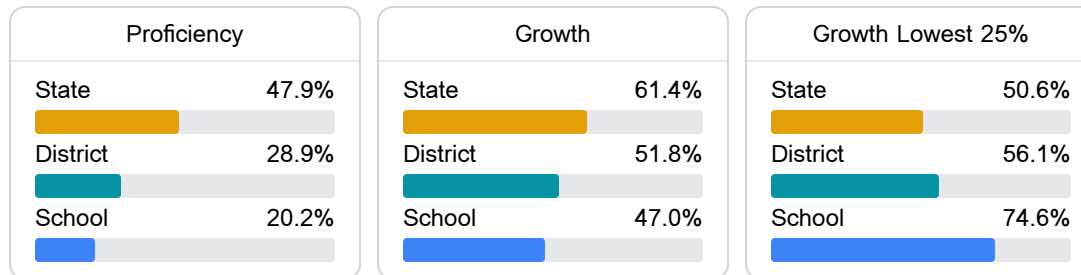 Proficiency
State 47.9%
District 28.9%
School 20.2%
Growth
State 61.4%
District 51.8%
School 47.0%
Growth Lowest 25%
State 50.6%
District 56.1%
School 74.6%